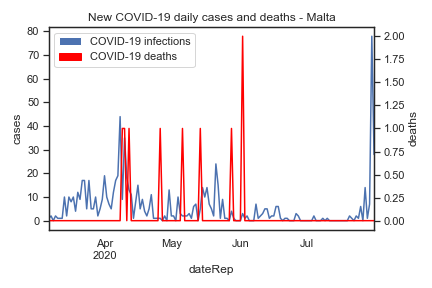 New COVID-19 daily cases and deaths - Malta
COVID-19 infections
COVID-19 deaths
80
70
60
50
40
30
20
10
0
cases
2.00
1.75
1.50
1.25
1.00
0.75
0.50
0.25
0.00
deaths
Apr May Jun Jul
2020
dateRep